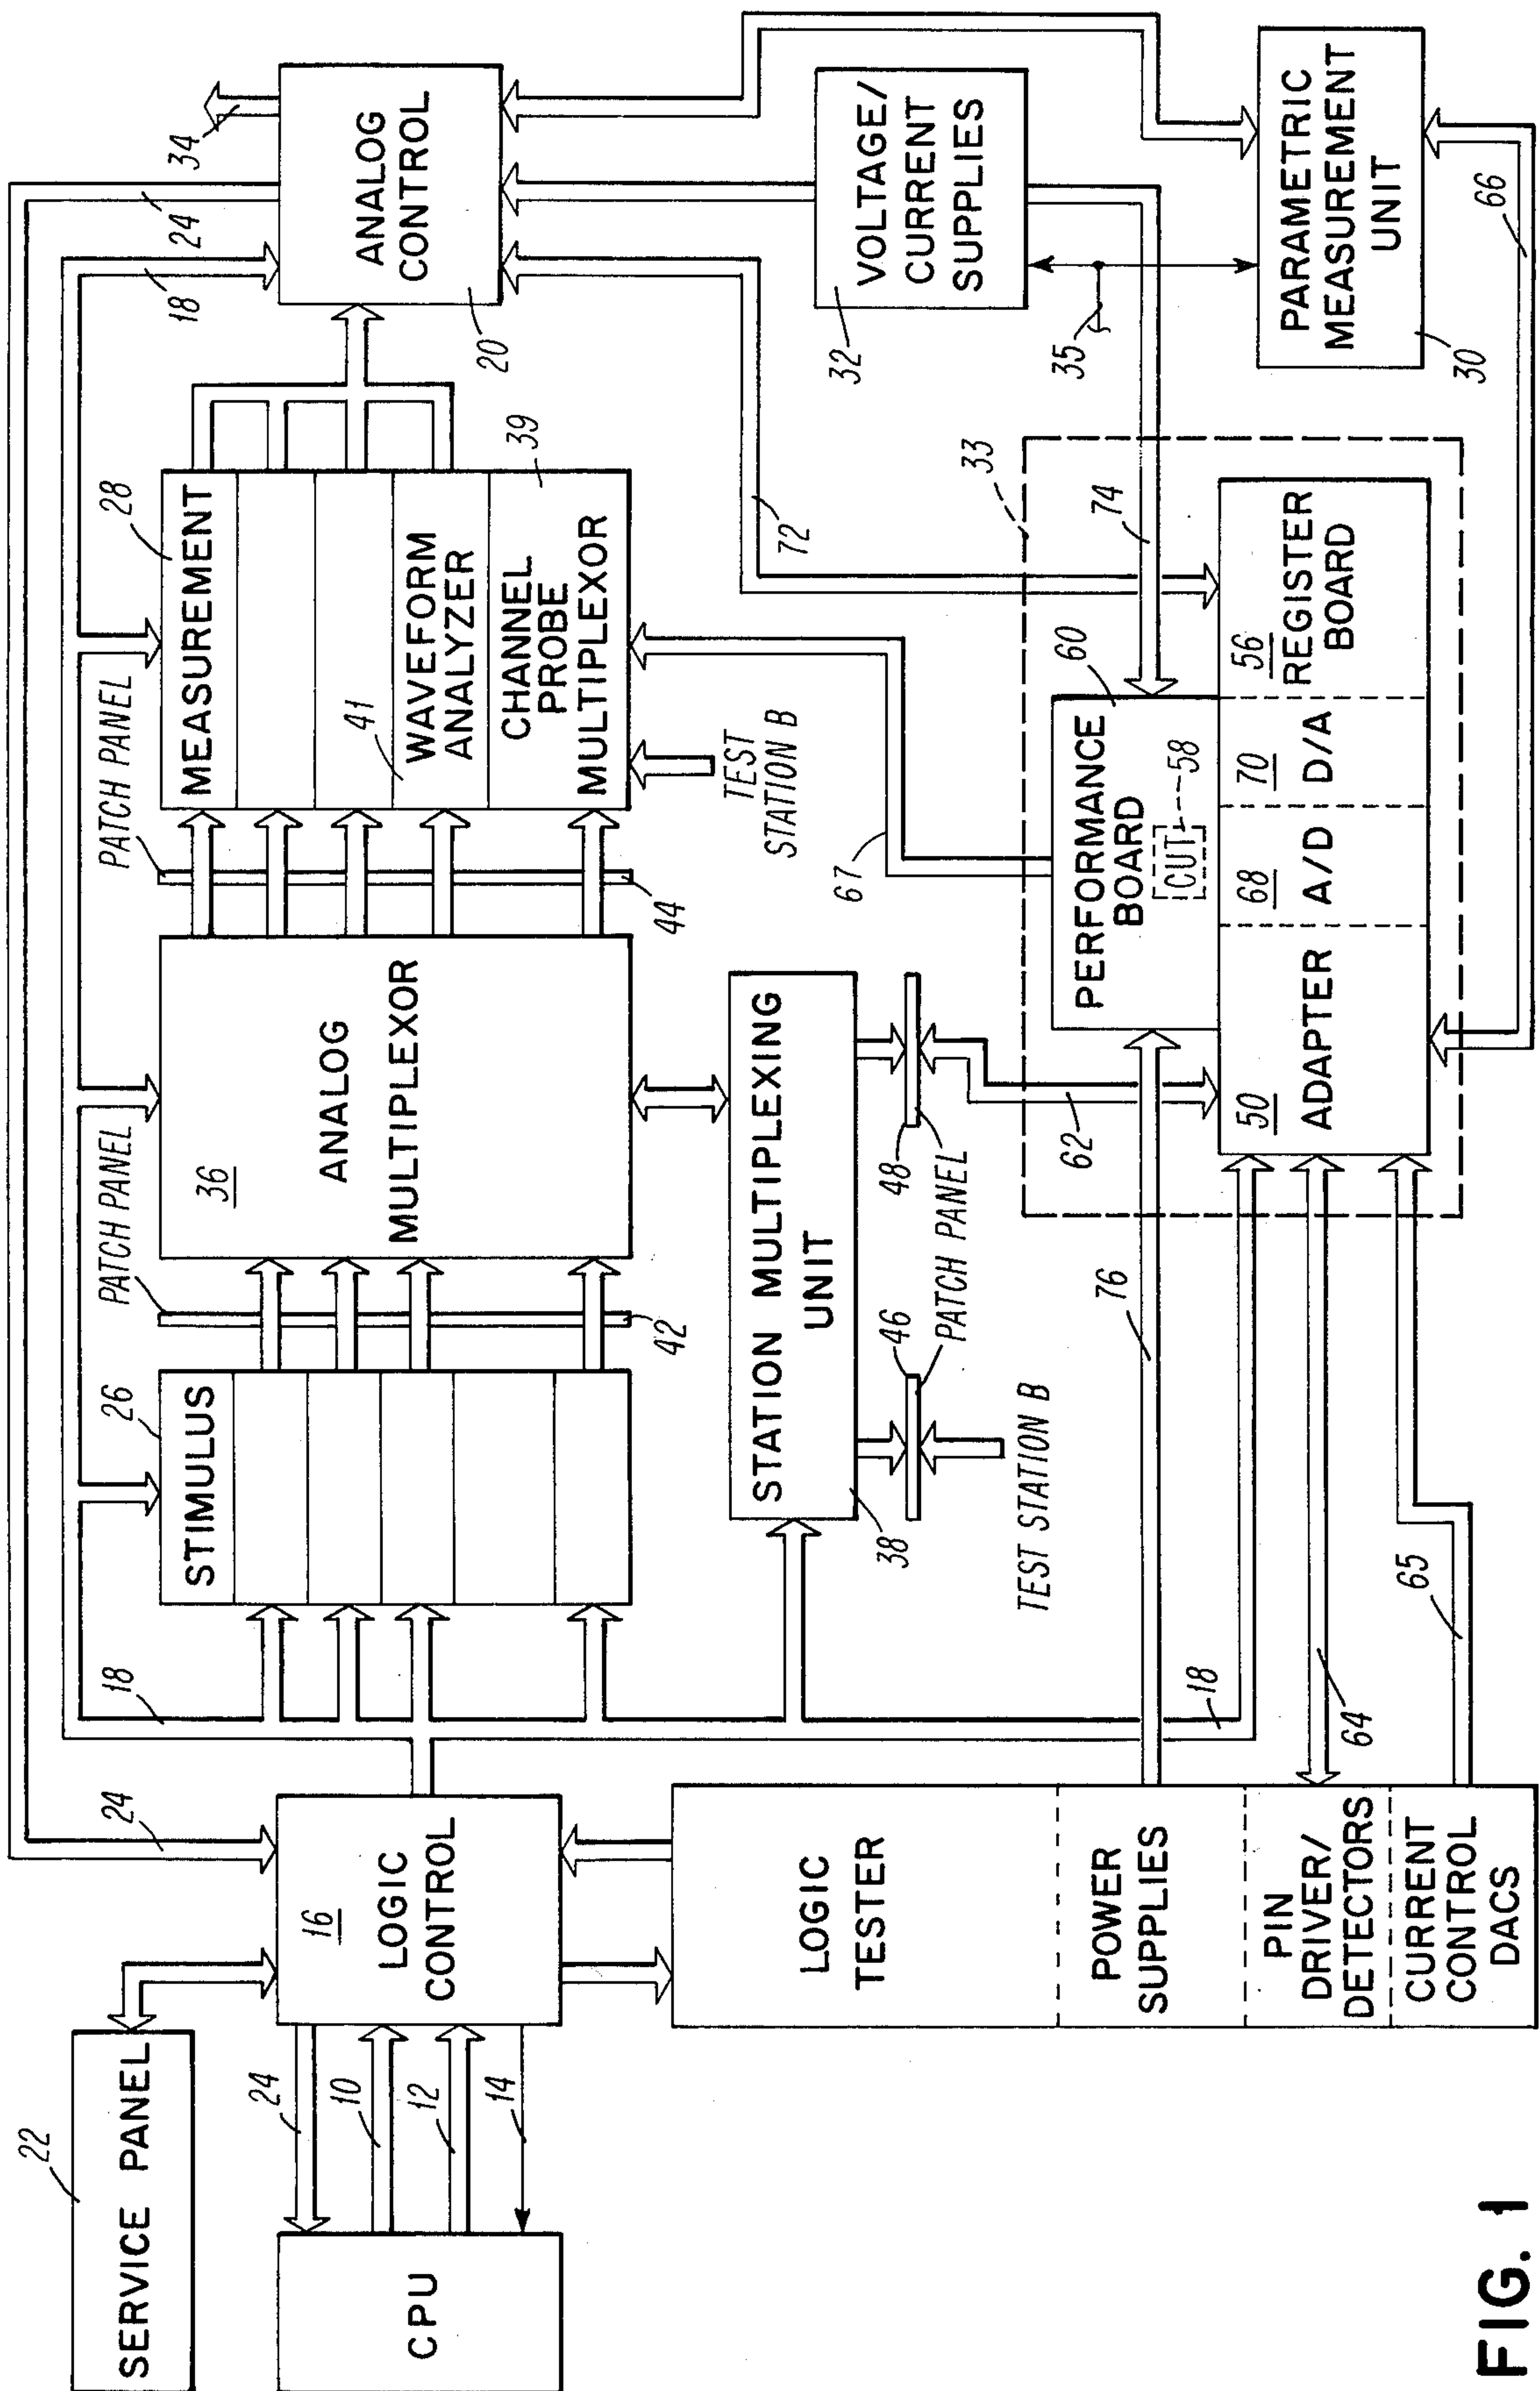 22
SERVICE PANEL
CPU
24
10
12
14
16
LOGIC
CONTROL
24
LOGIC
TESTER
POWER
SUPPLIES
PIN
DRIVER/
DETECTORS
CURRENT
CONTROL
DACS
18
18
64
65
76
26
STIMULUS
PATCH PANEL
42
36
ANALOG
MULTIPLEXOR
PATCH PANEL
44
STATION MULTIPLEXING
UNIT
38
46
48
PATCH PANEL
TEST STATION B
62
28
MEASUREMENT
41
WAVEFORM
ANALYZER
39
CHANNEL
PROBE
MULTIPLEXOR
TEST
STATION B
67
72
18
24
34
ANALOG
CONTROL
20
VOLTAGE/
CURRENT
SUPPLIES
32
35
PARAMETRIC
MEASUREMENT
UNIT
30
66
33
74
60
PERFORMANCE
BOARD
CUT
58
50
ADAPTER
68
A/D
70
D/A
56
REGISTER
BOARD
FIG. 1